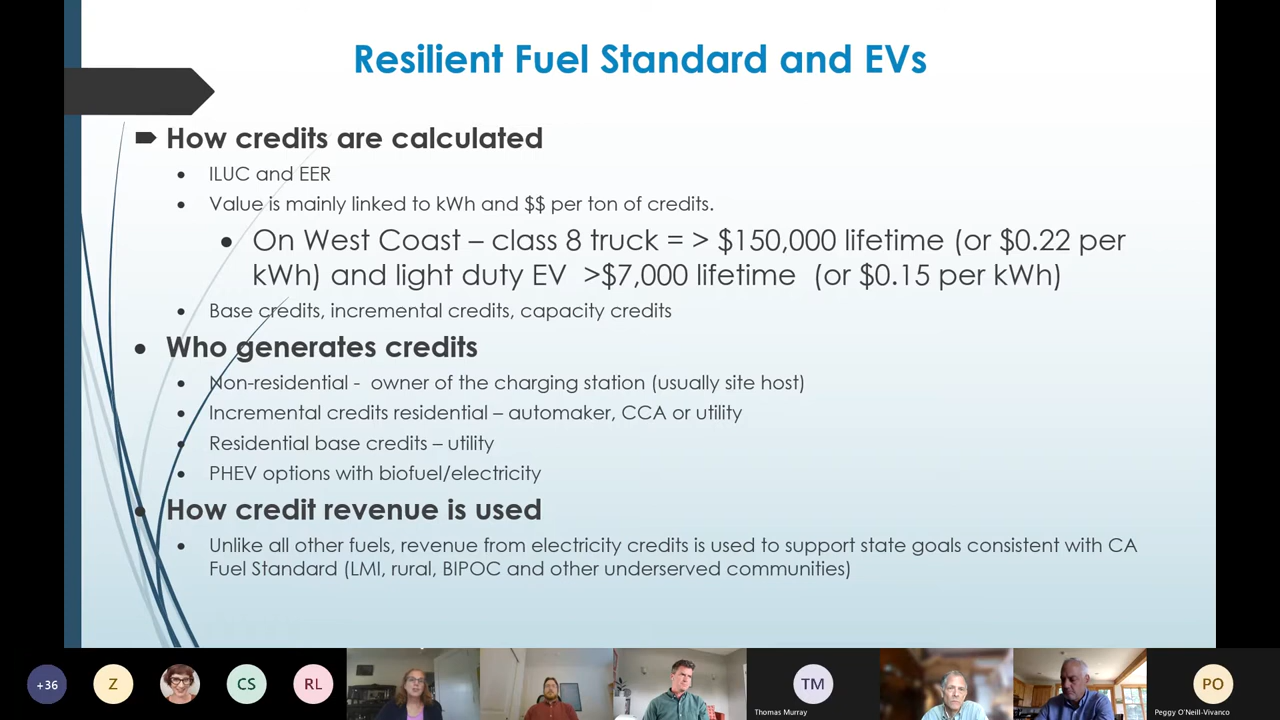 Resilient Fuel Standard and EVs
How credits are calculated
ILUC and EER
Value is mainly linked to kWh and $$ per ton of credits.
On West Coast – class 8 truck = > $150,000 lifetime (or $0.22 per
kWh) and light duty EV >$7,000 lifetime (or $0.15 per kWh)
Base credits, incremental credits, capacity credits
Who generates credits
Non-residential - owner of the charging station (usually site host)
Incremental credits residential – automaker, CCA or utility
Residential base credits – utility
PHEV options with biofuel/electricity
How credit revenue is used
Unlike all other fuels, revenue from electricity credits is used to support state goals consistent with CA
Fuel Standard (LMI, rural, BIPOC and other underserved communities)
+36
Z
CS
RL
TM
Thomas Murray
PO
Peggy O'Neill-Vivanco